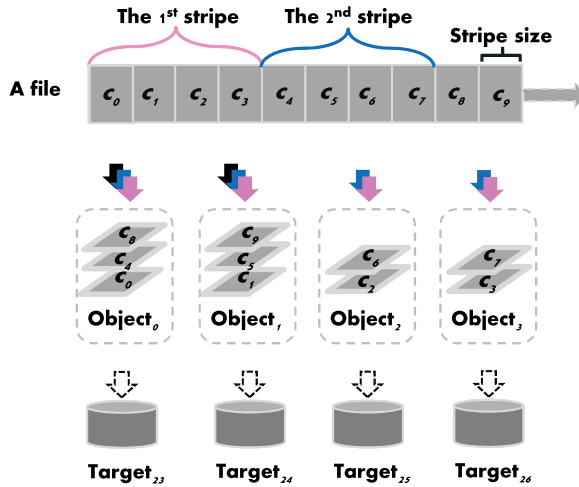 The 1st stripe
The 2nd stripe
Stripe size
A file
c0 c1 c2 c3 c4 c5 c6 c7 c8 c9
c8 c9
c4 c5 c6 c7
c0 c1 c2 c3
Object0 Object1 Object2 Object3
Target23 Target24 Target25 Target26